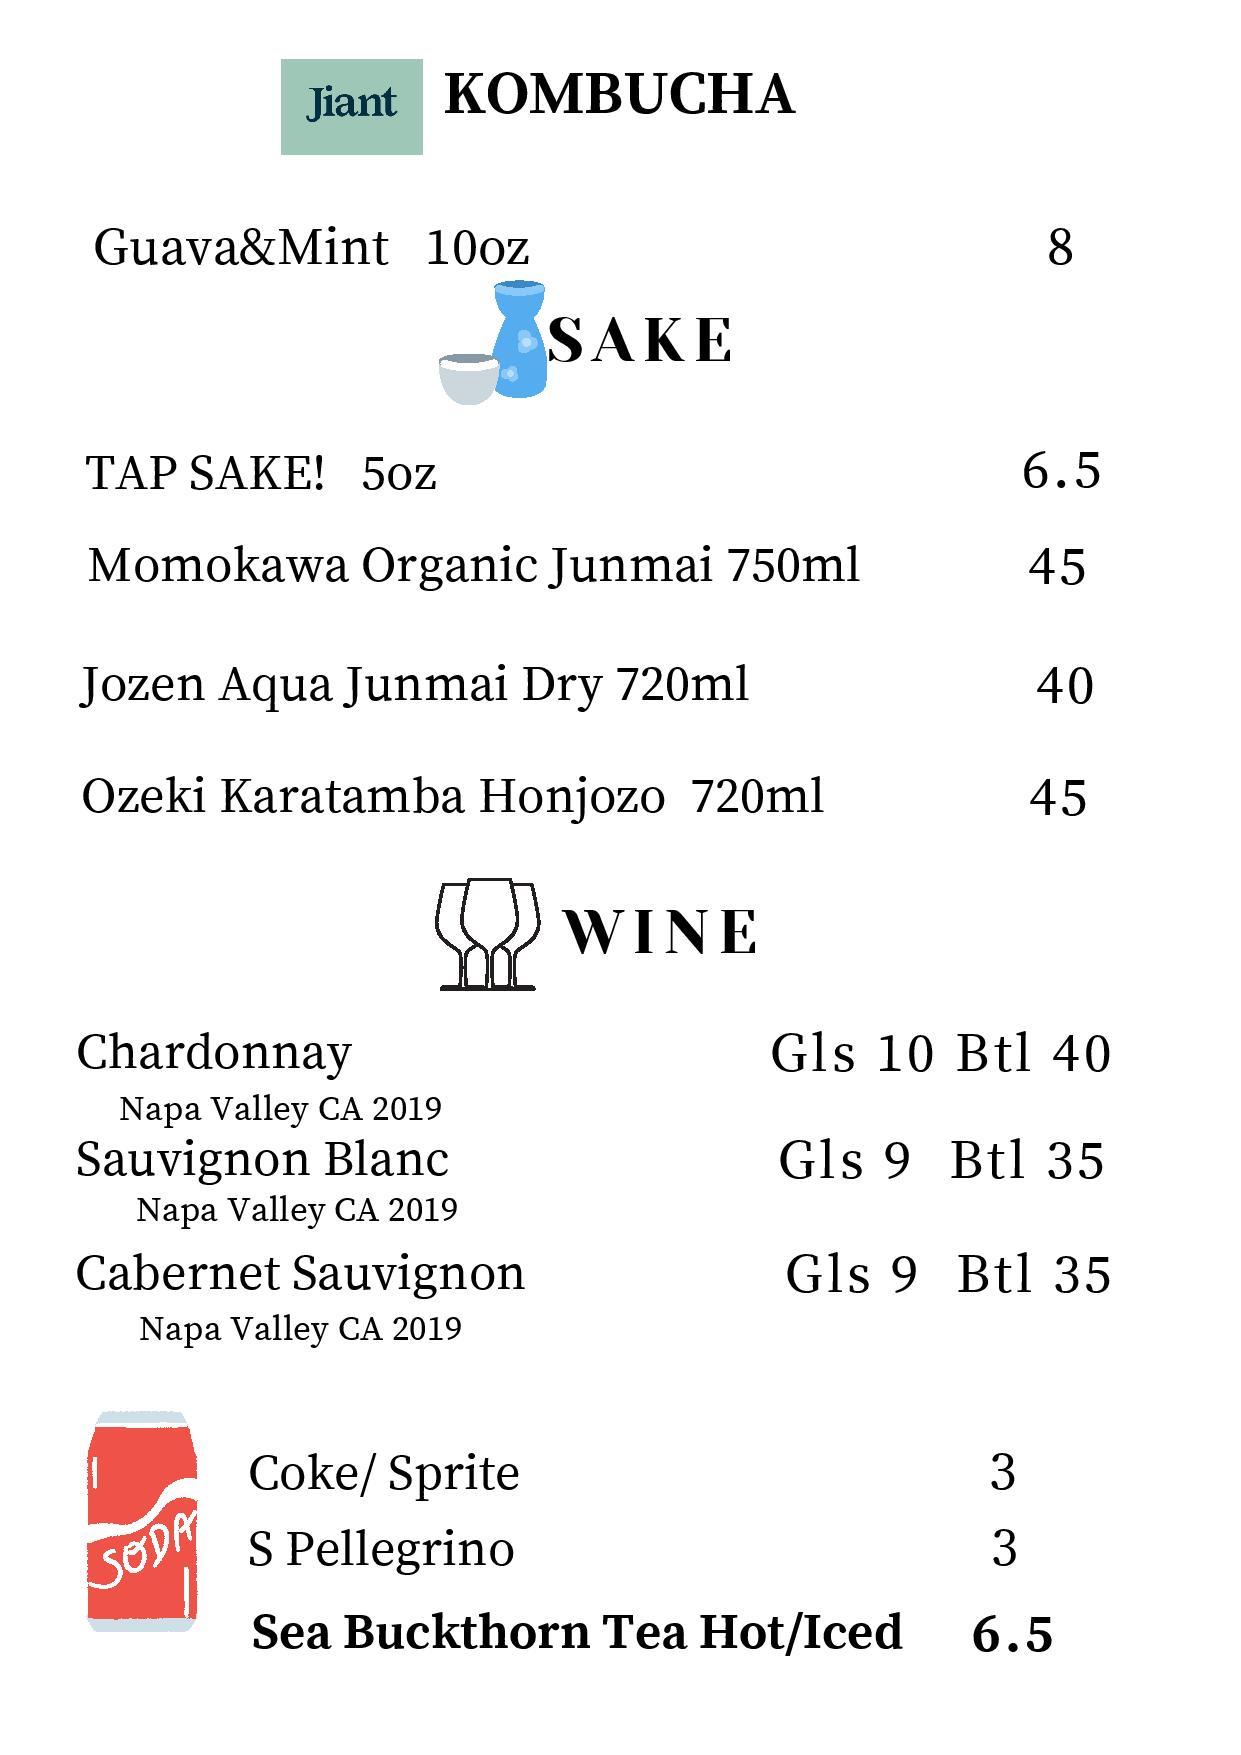 Jiant KOMBUCHA
Guava&Mint 10oz 8
SAKE
TAP SAKE! 5oz 6.5
Momokawa Organic Junmai 750ml 45
Jozen Aqua Junmai Dry 720ml 40
Ozeki Karatamba Honjozo 720ml 45
WINE
Chardonnay Gls 10 Btl 40
Napa Valley CA 2019
Sauvignon Blanc Gls 9 Btl 35
Napa Valley CA 2019
Cabernet Sauvignon Gls 9 Btl 35
Napa Valley CA 2019
SODA
Coke/ Sprite 3
S Pellegrino 3
Sea Buckthorn Tea Hot/Iced 6.5